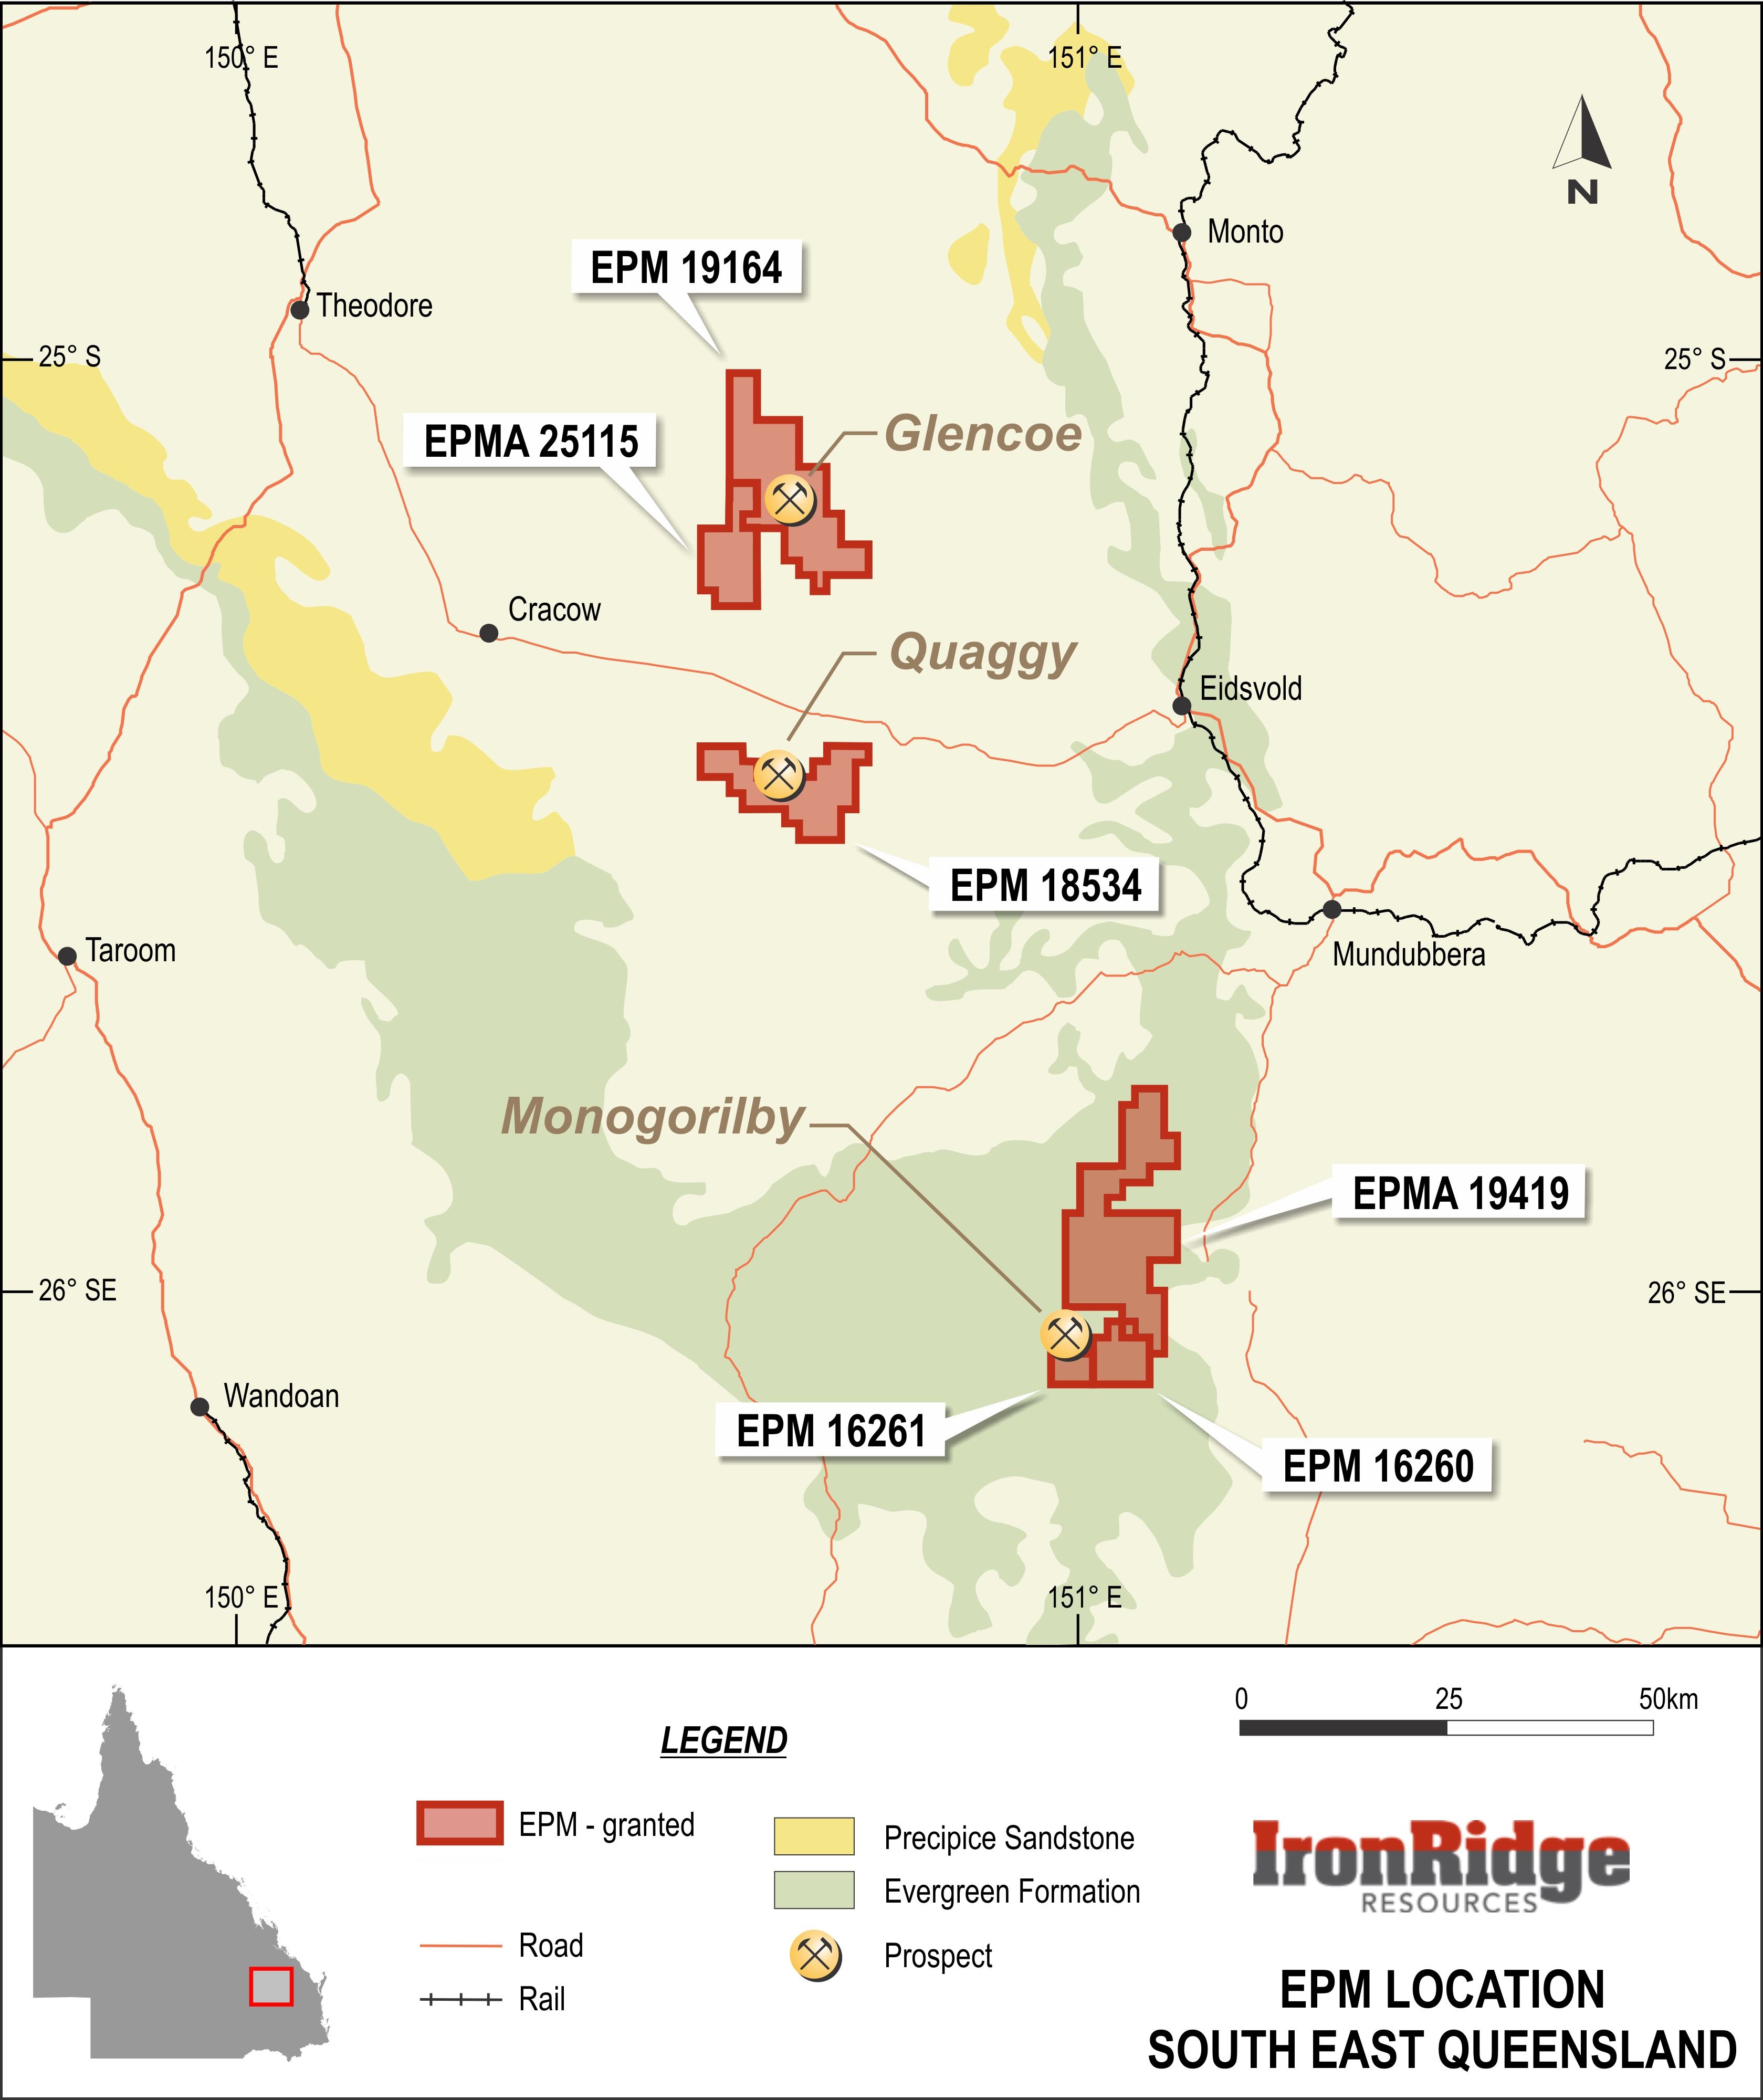 150° E
151° E
N
Monto
EPM 19164
Theodore
25° S
25° S
Glencoe
EPMA 25115
Cracow
Quaggy
Eidsvold
EPM 18534
Taroom
Mundubbera
Monogorilby
EPMA 19419
26° SE
26° SE
Wandoan
EPM 16261
EPM 16260
150° E
151° E
0 25 50km
LEGEND
EPM - granted
Road
Rail
Precipice Sandstone
Evergreen Formation
Prospect
IronRidge
RESOURCES
EPM LOCATION
SOUTH EAST QUEENSLAND